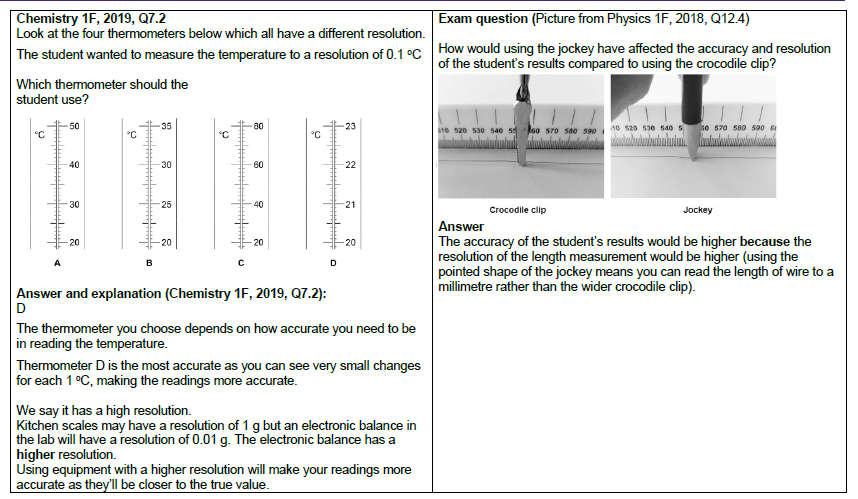 Chemistry 1F, 2019, Q7.2
Look at the four thermometers below which all have a different resolution.
The student wanted to measure the temperature to a resolution of 0.1 ºC
Which thermometer should the
student use?
ºC 50 40 30 20
ºC 35 30 25 20
ºC 80 60 40 20
ºC 23 22 21 20
A B C D
Answer and explanation (Chemistry 1F, 2019, Q7.2):
D
The thermometer you choose depends on how accurate you need to be
in reading the temperature.
Thermometer D is the most accurate as you can see very small changes
for each 1 ºC, making the readings more accurate.
We say it has a high resolution.
Kitchen scales may have a resolution of 1 g but an electronic balance in
the lab will have a resolution of 0.01 g. The electronic balance has a
higher resolution.
Using equipment with a higher resolution will make your readings more
accurate as they'll be closer to the true value.
Exam question (Picture from Physics 1F, 2018, Q12.4)
How would using the jockey have affected the accuracy and resolution
of the student's results compared to using the crocodile clip?
520 530 540 570 580 590
520 530 540 570 580 590
Crocodile clip Jockey
Answer
The accuracy of the student's results would be higher because the
resolution of the length measurement would be higher (using the
pointed shape of the jockey means you can read the length of wire to a
millimetre rather than the wider crocodile clip).